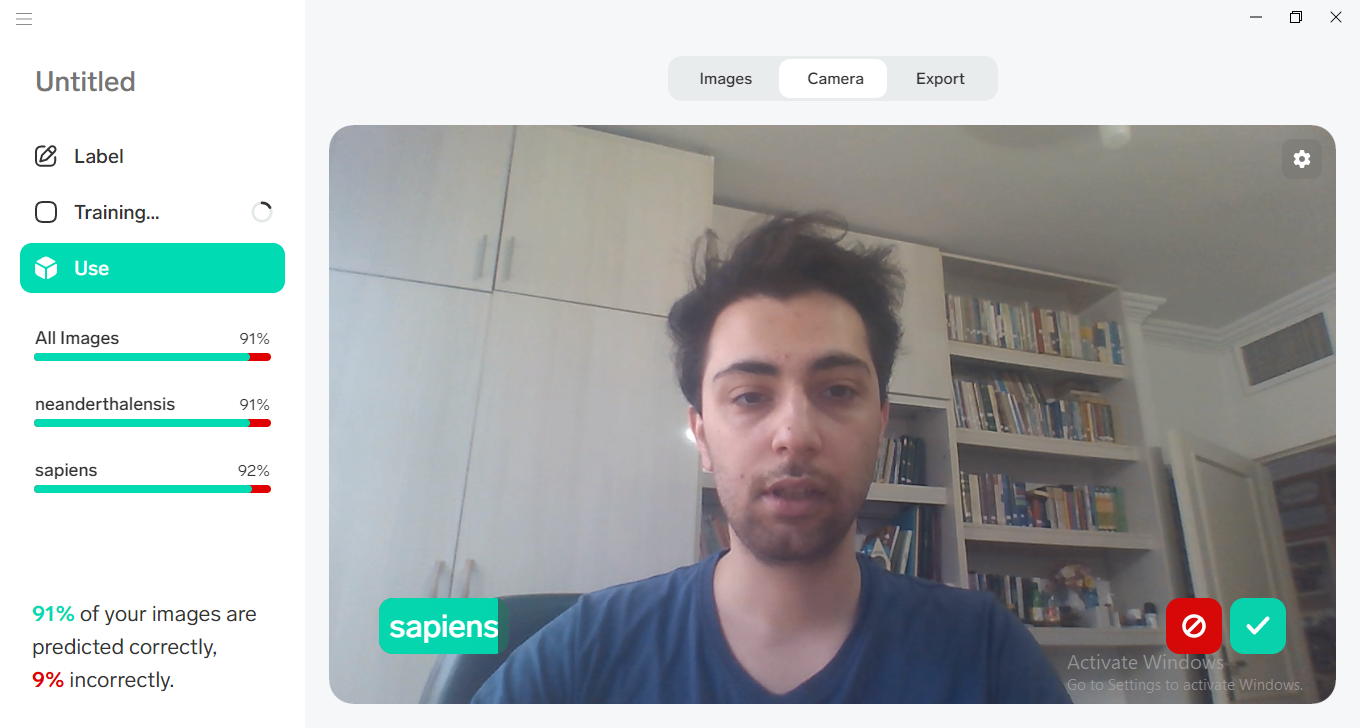 Untitled
Label
Training...
Use
All Images 91%
neanderthalensis 91%
sapiens 92%
91% of your images are
predicted correctly,
9% incorrectly.
Images Camera Export
sapiens
Activate Windows
Go to Settings to activate Windows.